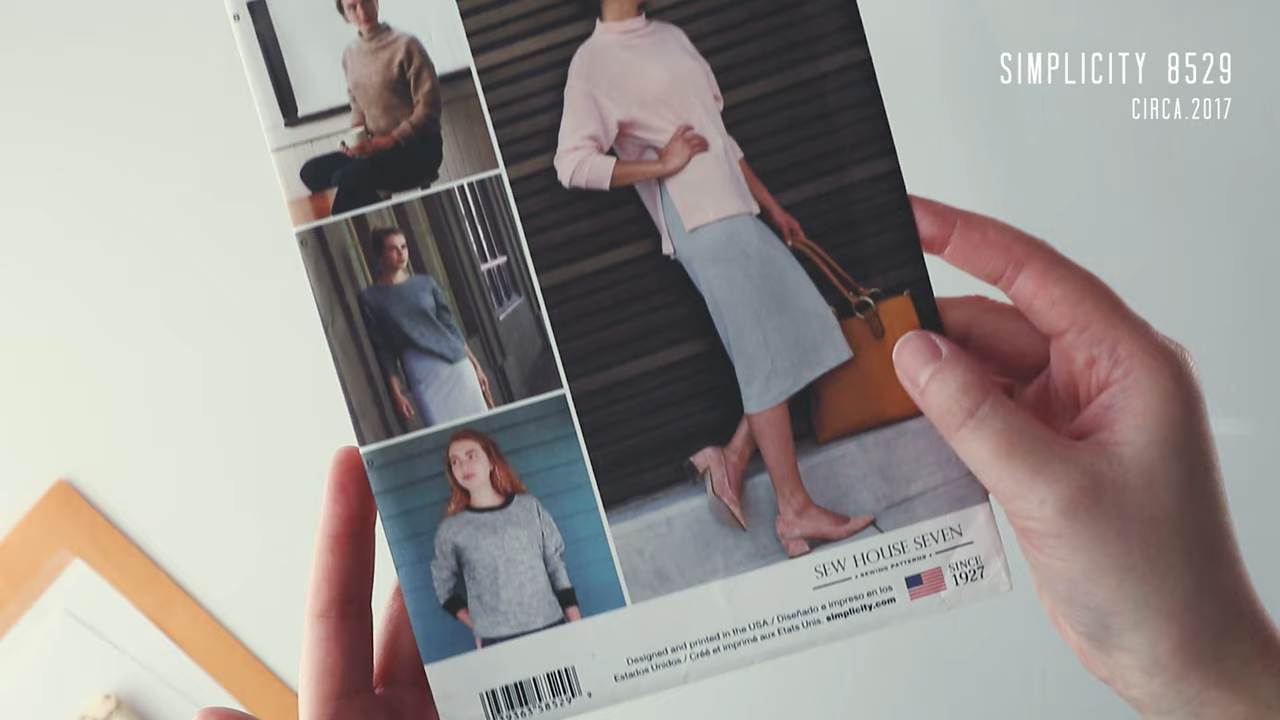 SIMPLICITY 8529
CIRCA.2017
SEW HOUSE SEVEN
• SEWING PATTERNS •
SINCE
1927
Designed and printed in the USA./ Diseñado e impreso en los
Estados Unidos./ Créé et imprimé aux Etats Unis. simplicity.com